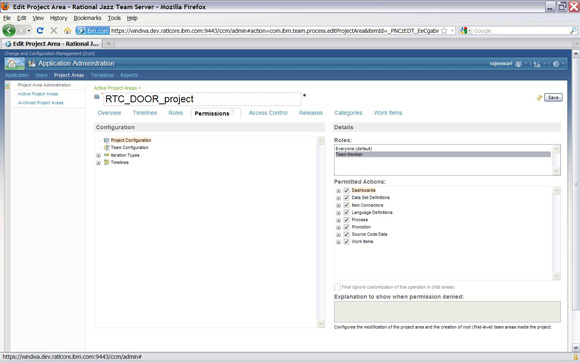 Edit Project Area - Rational Jazz Team Server - Mozilla Firefox
File Edit View History Bookmarks Tools Help
ibm.com https://windwa.dev.ratlcore.ibm.com:9443/ccm/admin#action=com.ibm.team.process.editProjectArea&itemId=_PNCzEDT_EeCgabv
Google
Edit Project Area - Rational J...
Change and Configuration Management (/ccm)
Application Administration
rajeswari
Application Users Project Areas Templates Reports
Project Area Administration
Active Project Areas
Archived Project Areas
Active Project Areas >
RTC_DOOR_project *
Save
Overview Timelines Roles Permissions Access Control Releases Categories Work Items
Configuration
Project Configuration
Team Configuration
Iteration Types
Timelines
Details
Roles:
Everyone (default)
Team Member
Permitted Actions:
Dashboards
Data Set Definitions
Item Connectors
Language Definitions
Process
Promotion
Source Code Data
Work Items
Final (ignore customization of this operation in child areas)
Explanation to show when permission denied:
Configures the modification of the project area and the creation of root (first-level) team areas inside the project.
https://windwa.dev.ratlcore.ibm.com:9443/ccm/admin#